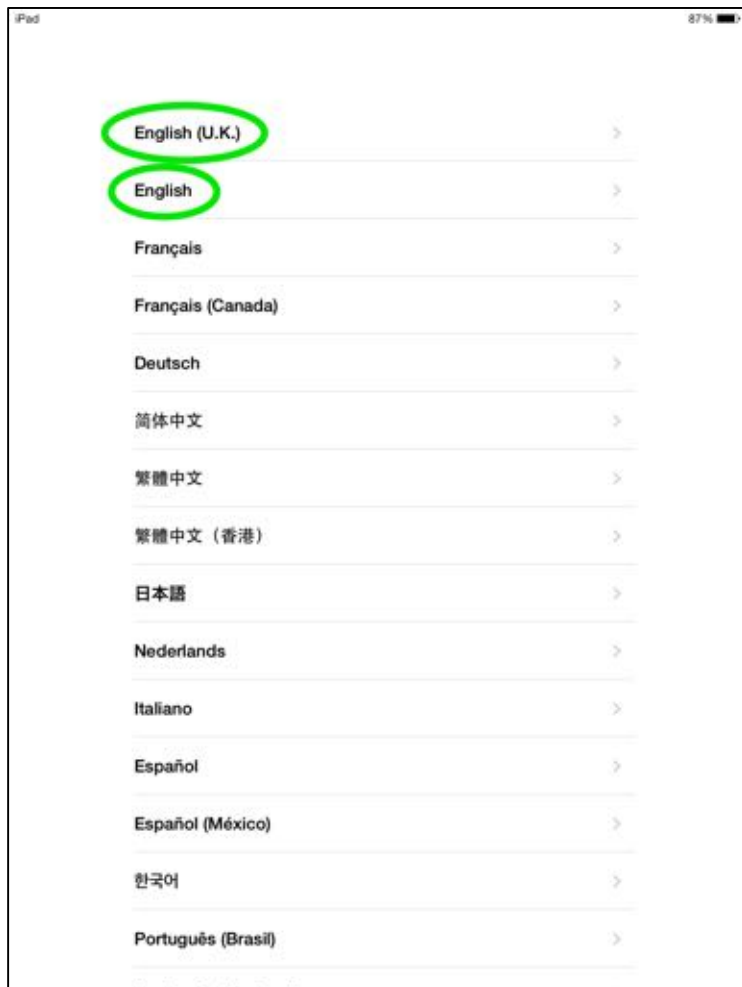 iPad 87%
English (U.K.)
English
Français
Français (Canada)
Deutsch
简体中文
繁體中文
繁體中文（香港）
日本語
Nederlands
Italiano
Español
Español (México)
한국어
Português (Brasil)